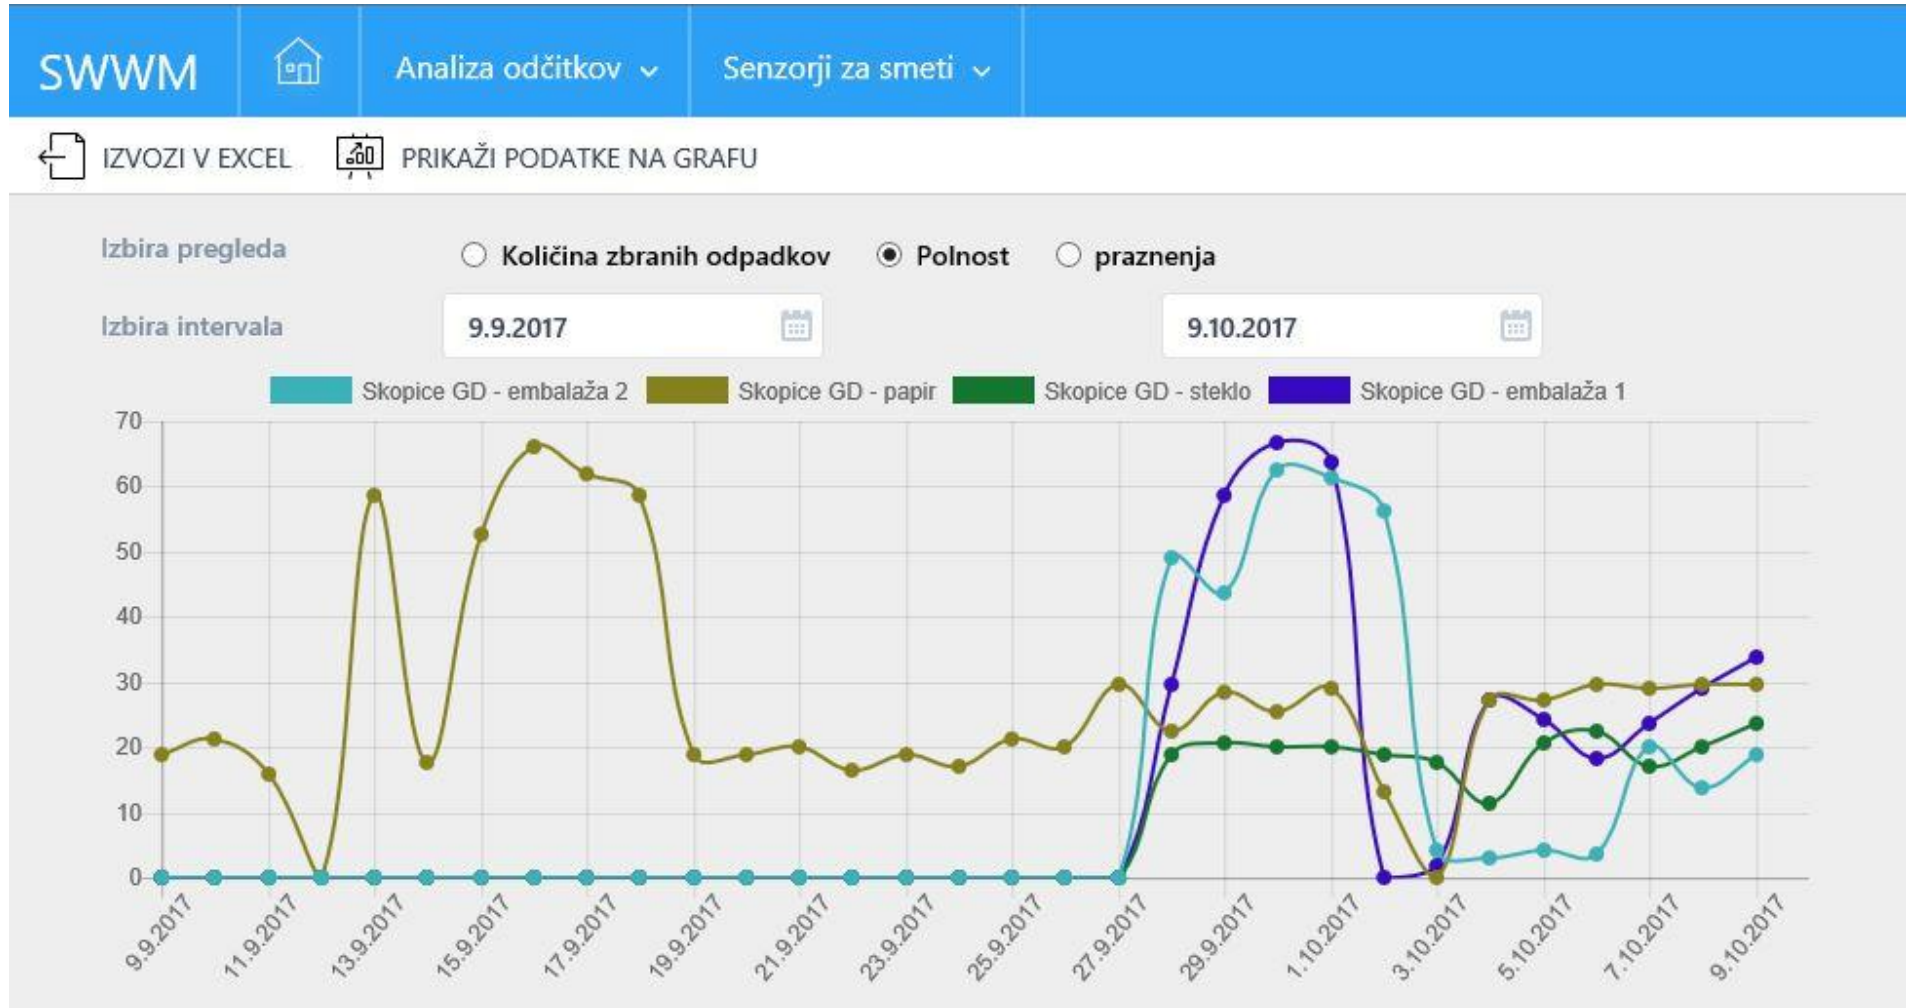 SWWM Analiza odčitkov Senzorji za smeti
IZVOZI V EXCEL PRIKAŽI PODATKE NA GRAFU
Izbira pregleda Količina zbranih odpadkov Polnost praznenja
Izbira intervala 9.9.2017 9.10.2017
Skopice GD - embalaža 2 Skopice GD - papir Skopice GD - steklo Skopice GD - embalaža 1
70
60
50
40
30
20
10
0
9.9.2017 11.9.2017 13.9.2017 15.9.2017 17.9.2017 19.9.2017 21.9.2017 23.9.2017 25.9.2017 27.9.2017 29.9.2017 1.10.2017 3.10.2017 5.10.2017 7.10.2017 9.10.2017